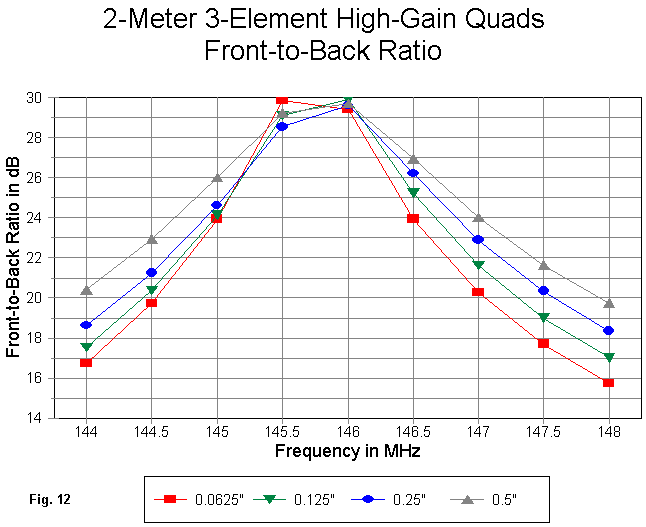 2-Meter 3-Element High-Gain Quads
Front-to-Back Ratio
Front-to-Back Ratio in dB
30
28
26
24
22
20
18
16
14
144 144.5 145 145.5 146 146.5 147 147.5 148
Frequency in MHz
Fig. 12
0.0625" 0.125" 0.25" 0.5"